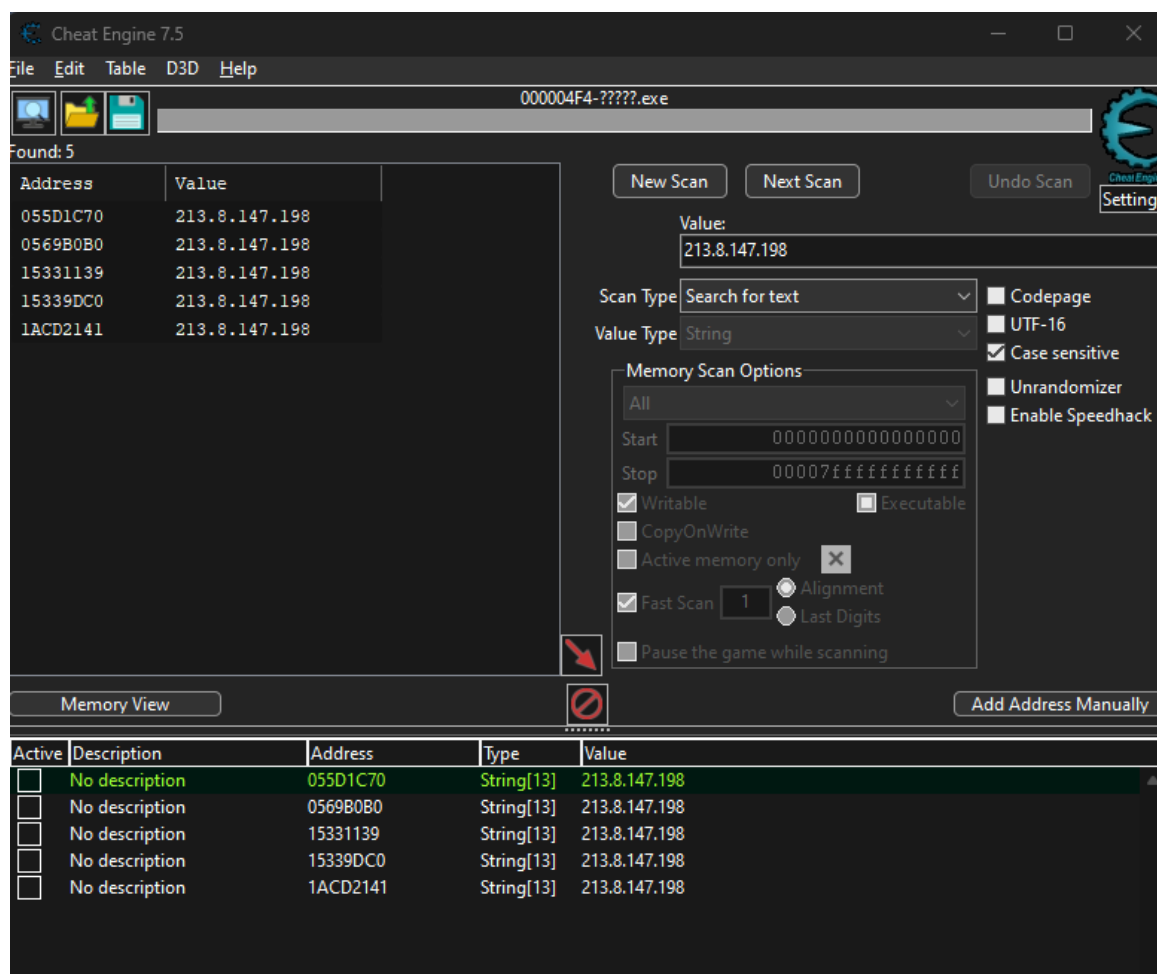 Cheat Engine 7.5
File Edit Table D3D Help
000004F4-?????.exe
Found: 5
Address Value
055D1C70 213.8.147.198
0569B0B0 213.8.147.198
15331139 213.8.147.198
15339DC0 213.8.147.198
1ACD2141 213.8.147.198
New Scan Next Scan Undo Scan
Cheat Engi
Setting
Value:
213.8.147.198
Scan Type Search for text
Value Type String
Codepage
UTF-16
Case sensitive
Unrandomizer
Enable Speedhack
Memory Scan Options
All
Start 0000000000000000
Stop 00007fffffffffff
Writable Executable
CopyOnWrite
Active memory only
Fast Scan 1 Alignment
Last Digits
Pause the game while scanning
Memory View Add Address Manually
Active Description Address Type Value
No description 055D1C70 String[13] 213.8.147.198
No description 0569B0B0 String[13] 213.8.147.198
No description 15331139 String[13] 213.8.147.198
No description 15339DC0 String[13] 213.8.147.198
No description 1ACD2141 String[13] 213.8.147.198